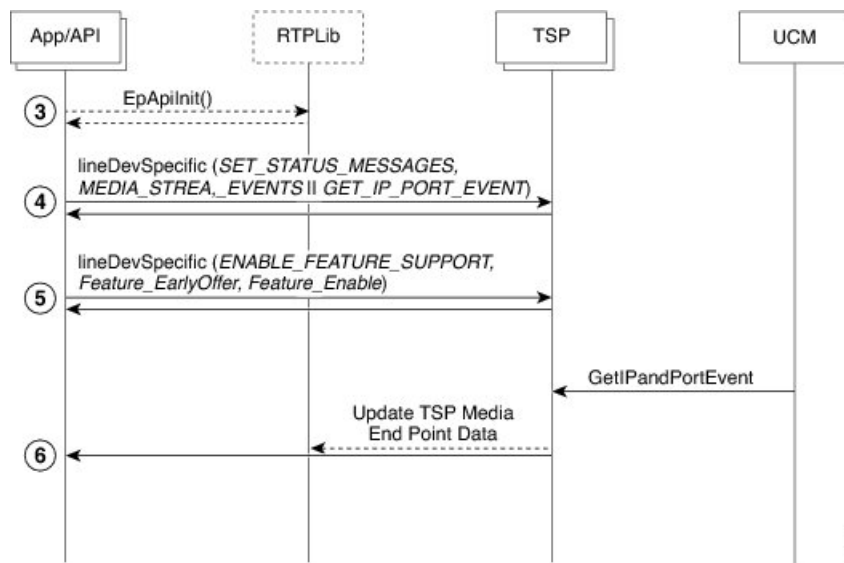 App/API
RTPLib
TSP
UCM
EpApiInit()
3
lineDevSpecific (SET_STATUS_MESSAGES,
MEDIA_STREA,_EVENTS II GET_IP_PORT_EVENT)
4
lineDevSpecific (ENABLE_FEATURE_SUPPORT,
Feature_EarlyOffer, Feature_Enable)
5
GetIPandPortEvent
Update TSP Media
End Point Data
6